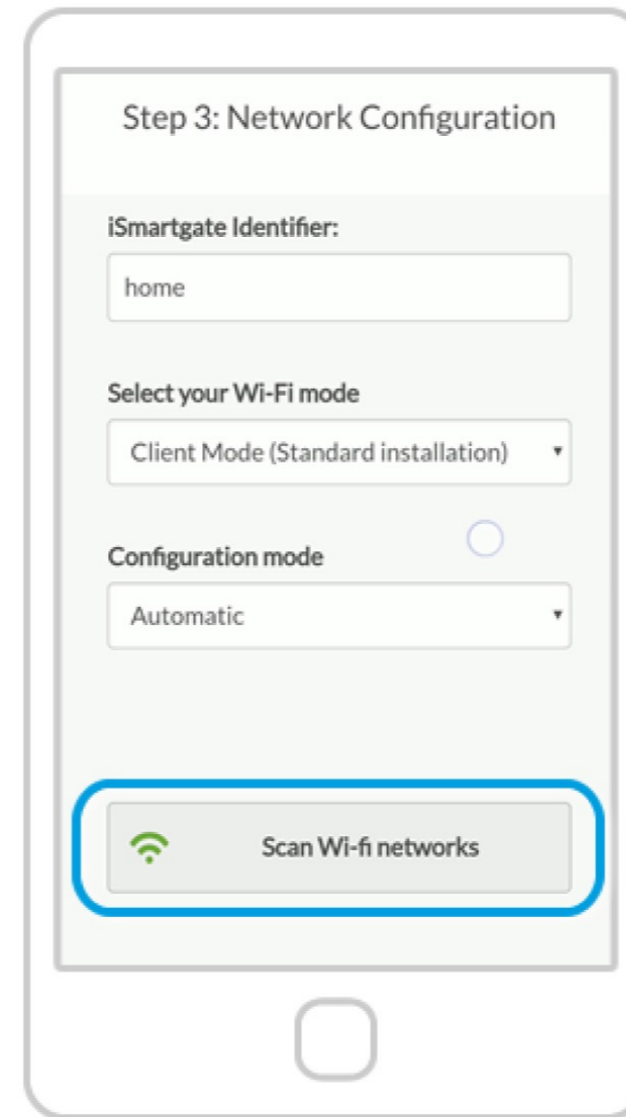 Step 3: Network Configuration
iSmartgate Identifier:
home
Select your Wi-Fi mode
Client Mode (Standard installation)
Configuration mode
Automatic
Scan Wi-fi networks